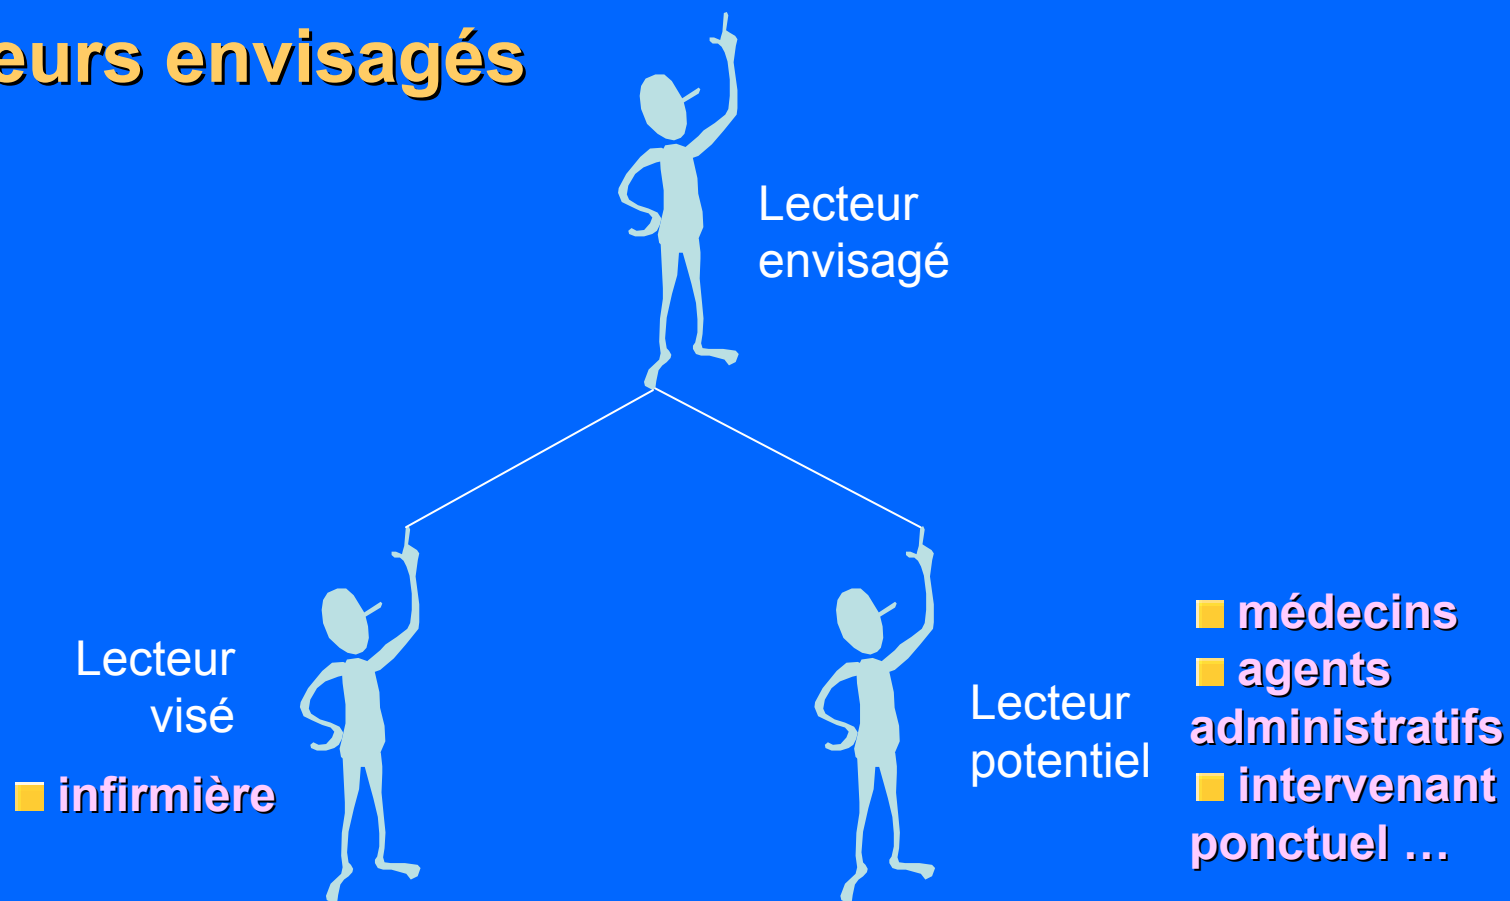 eurs envisagés
Lecteur
envisagé
Lecteur
visé
infirmière
Lecteur
potentiel
médecins
agents
administratifs
intervenant
ponctuel …